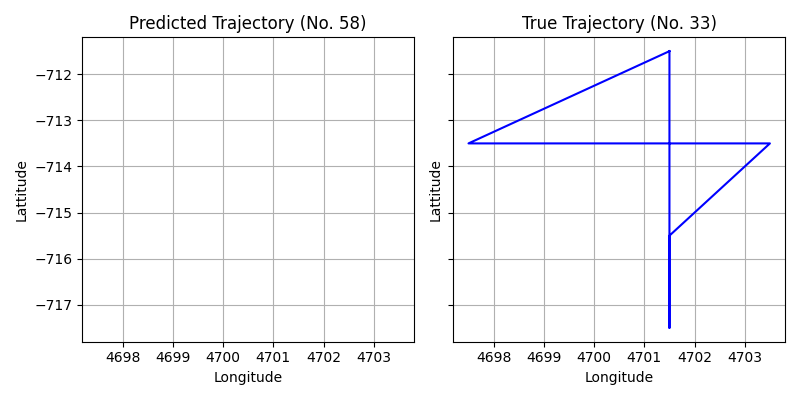 Predicted Trajectory (No. 58)
True Trajectory (No. 33)
Lattitude
−712
−713
−714
−715
−716
−717
4698 4699 4700 4701 4702 4703
Longitude
Lattitude
4698 4699 4700 4701 4702 4703
Longitude